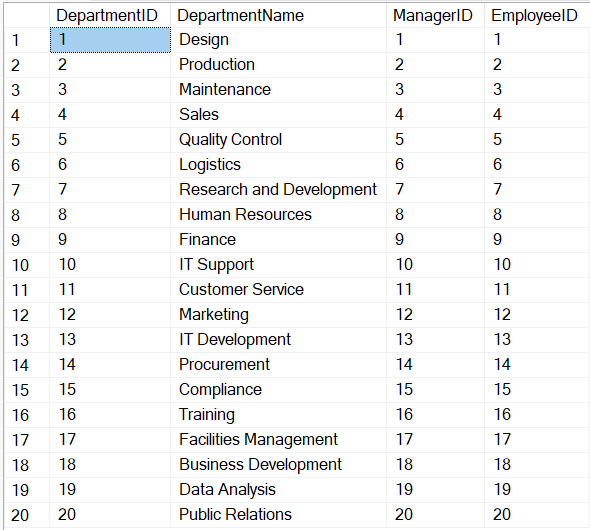 DepartmentID DepartmentName ManagerID EmployeeID
1 1 Design 1 1
2 2 Production 2 2
3 3 Maintenance 3 3
4 4 Sales 4 4
5 5 Quality Control 5 5
6 6 Logistics 6 6
7 7 Research and Development 7 7
8 8 Human Resources 8 8
9 9 Finance 9 9
10 10 IT Support 10 10
11 11 Customer Service 11 11
12 12 Marketing 12 12
13 13 IT Development 13 13
14 14 Procurement 14 14
15 15 Compliance 15 15
16 16 Training 16 16
17 17 Facilities Management 17 17
18 18 Business Development 18 18
19 19 Data Analysis 19 19
20 20 Public Relations 20 20